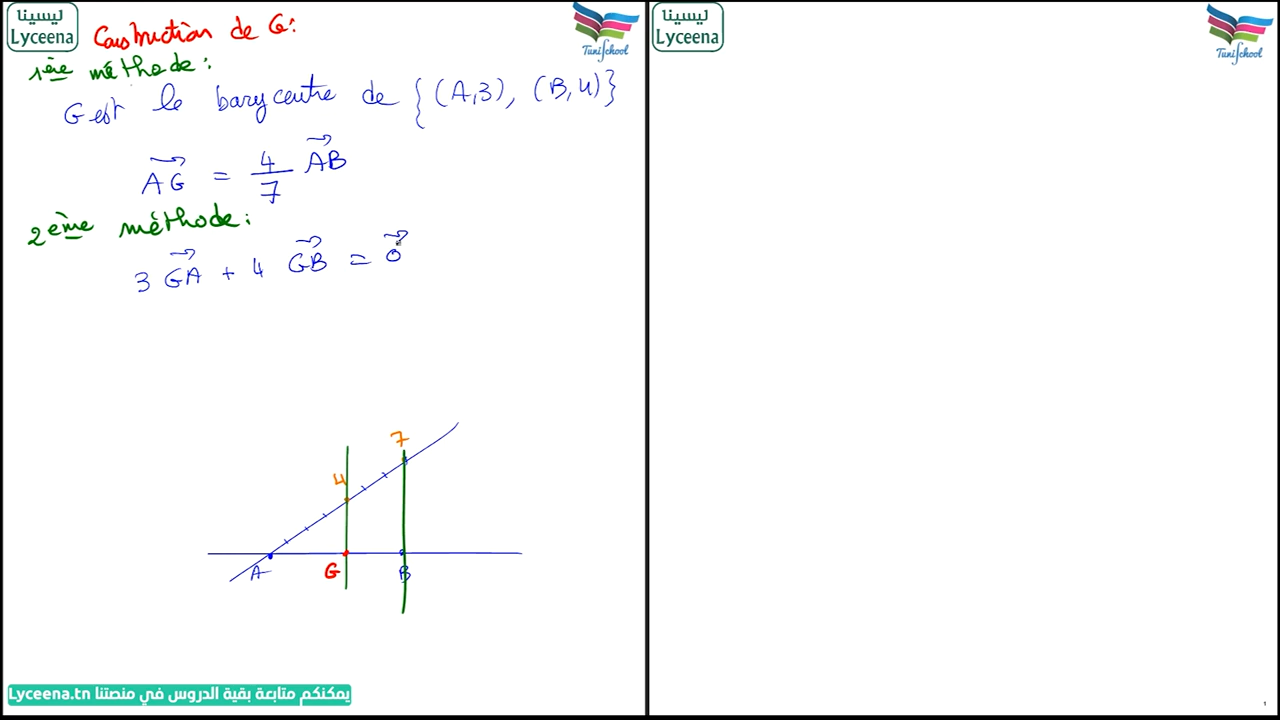 ليسينا
Lyceena
TuniSchool
Construction de G:
1ère méthode:
G est le barycentre de {(A,3), (B,4)}
AG = 4/7 AB
2ème méthode:
3 GA + 4 GB = 0
7
4
A
G
B
يمكنكم متابعة بقية الدروس في منصتنا Lyceena.tn
ليسينا
Lyceena
TuniSchool
1